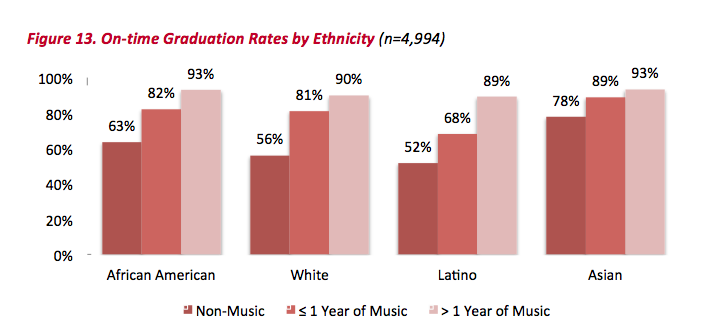 Figure 13. On-time Graduation Rates by Ethnicity (n=4,994)
100%
80%
60%
40%
20%
0%
63%
82%
93%
56%
81%
90%
52%
68%
89%
78%
89%
93%
African American
White
Latino
Asian
Non-Music
≤ 1 Year of Music
> 1 Year of Music